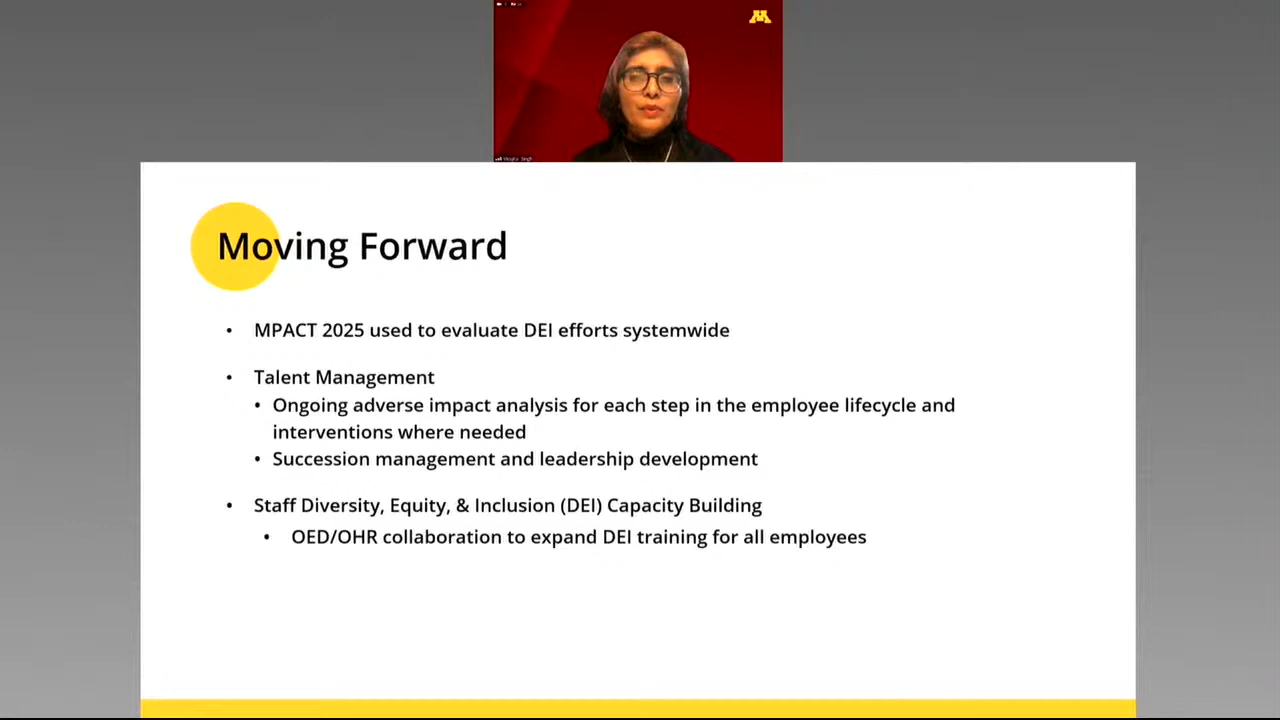 Moving Forward
• MPACT 2025 used to evaluate DEI efforts systemwide
• Talent Management
• Ongoing adverse impact analysis for each step in the employee lifecycle and
interventions where needed
• Succession management and leadership development
• Staff Diversity, Equity, & Inclusion (DEI) Capacity Building
• OED/OHR collaboration to expand DEI training for all employees